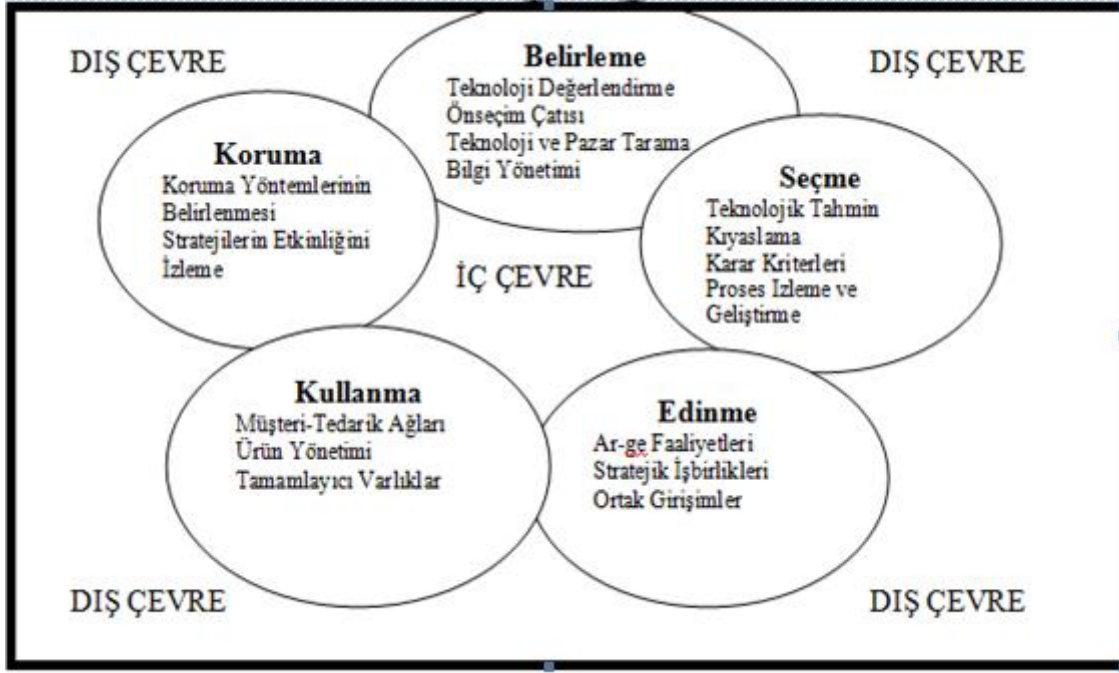 DIŞ ÇEVRE
DIŞ ÇEVRE
Belirleme
Teknoloji Değerlendirme
Önseçim Çatısı
Teknoloji ve Pazar Tarama
Bilgi Yönetimi
Koruma
Koruma Yöntemlerinin
Belirlenmesi
Stratejilerin Etkinliğini
İzleme
Seçme
Teknolojik Tahmin
Kıyaslama
Karar Kriterleri
Proses Izleme ve
Geliştirme
İÇ ÇEVRE
Kullanma
Müşteri-Tedarik Ağları
Ürün Yönetimi
Tamamlayıcı Varlıklar
Edinme
Ar-ge Faaliyetleri
Stratejik İşbirlikleri
Ortak Girişimler
DIŞ ÇEVRE
DIŞ ÇEVRE